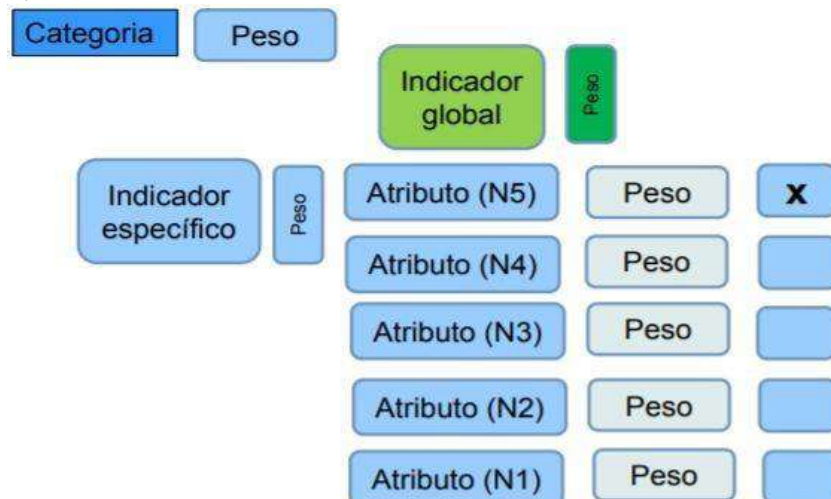 Categoria
Peso
Indicador
global
Peso
Indicador
específico
Peso
Atributo (N5)
Peso
x
Atributo (N4)
Peso
Atributo (N3)
Peso
Atributo (N2)
Peso
Atributo (N1)
Peso